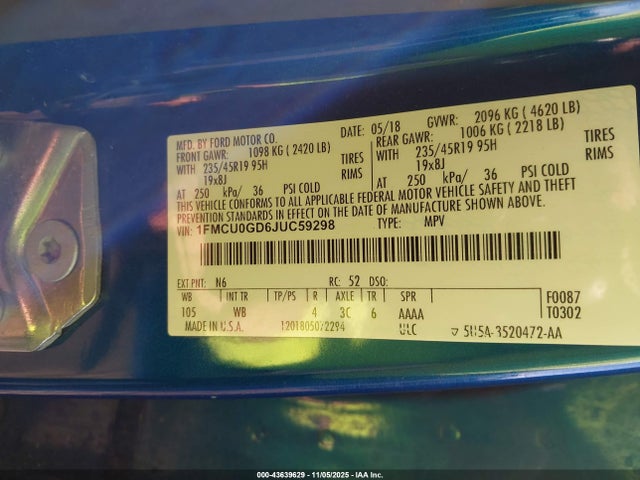 MFD. BY FORD MOTOR CO.
DATE: 05/18 GVWR: 2096 KG ( 4620 LB)
FRONT GAWR: 1098 KG ( 2420 LB) REAR GAWR: 1006 KG ( 2218 LB)
WITH 235/45R19 95H TIRES WITH 235/45R19 95H TIRES
19x8J RIMS 19x8J RIMS
AT 250 kPa/ 36 PSI COLD AT 250 kPa/ 36 PSI COLD
THIS VEHICLE CONFORMS TO ALL APPLICABLE FEDERAL MOTOR VEHICLE SAFETY AND THEFT
PREVENTION STANDARDS IN EFFECT ON THE DATE OF MANUFACTURE SHOWN ABOVE.
VIN: 1FMCU0GD6JUC59298 TYPE: MPV
EXT PNT: N6 RC: 52 DSO:
WB INT TR TP/PS R AXLE TR SPR F0087
105 WB 4 3C 6 AAAA T0302
MADE IN U.S.A. 1201805072294 ULC 5U5A-3520472-AA
000-43639629 - 11/05/2025 - IAA Inc.